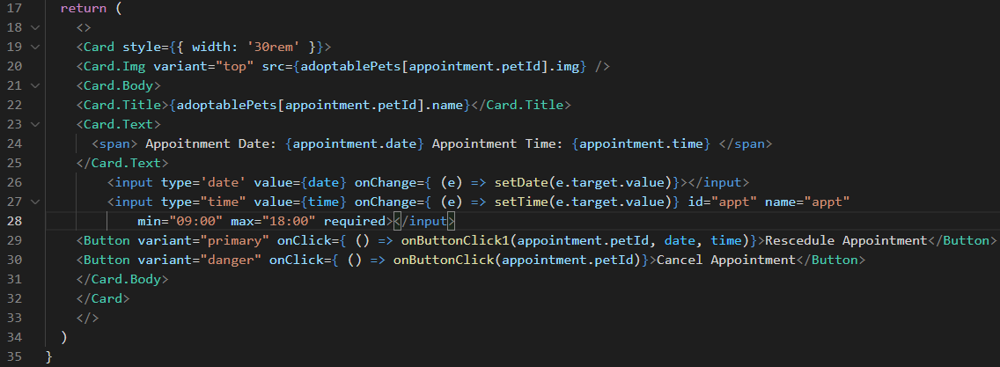 17 return (
18 <>
19 <Card style={{ width: '30rem' }}>
20 <Card.Img variant="top" src={adoptablePets[appointment.petId].img} />
21 <Card.Body>
22 <Card.Title>{adoptablePets[appointment.petId].name}</Card.Title>
23 <Card.Text>
24 <span> Appoitnment Date: {appointment.date} Appointment Time: {appointment.time} </span>
25 </Card.Text>
26 <input type='date' value={date} onChange={ (e) => setDate(e.target.value)}></input>
27 <input type="time" value={time} onChange={ (e) => setTime(e.target.value)} id="appt" name="appt"
28 min="09:00" max="18:00" required></input>
29 <Button variant="primary" onClick={ () => onButtonClick1(appointment.petId, date, time)}>Rescedule Appointment</Button>
30 <Button variant="danger" onClick={ () => onButtonClick(appointment.petId)}>Cancel Appointment</Button>
31 </Card.Body>
32 </Card>
33 </>
34 )
35 }